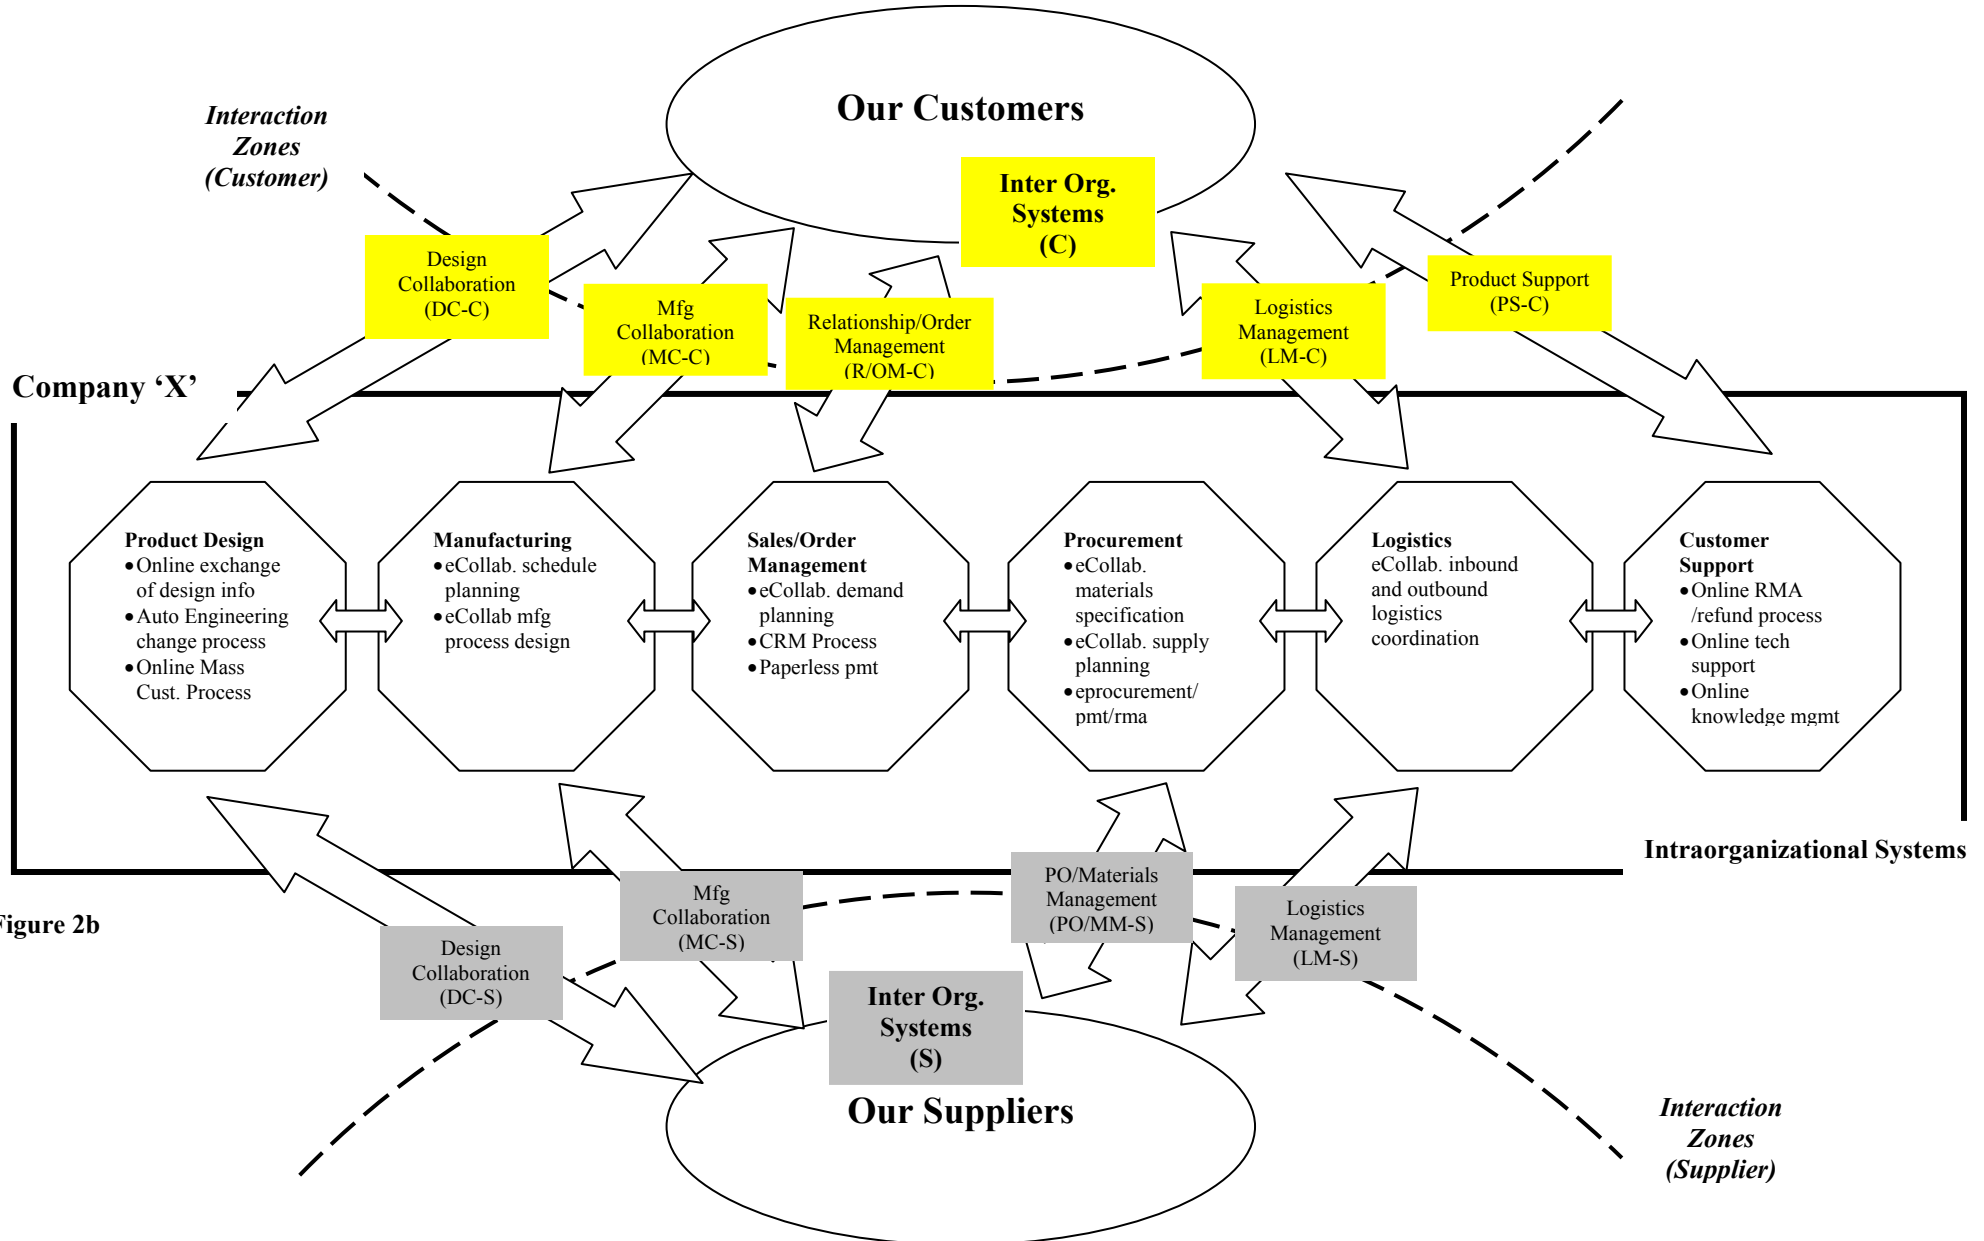 Our Customers
Interaction
Zones
(Customer)
Inter Org.
Systems
(C)
Design
Collaboration
(DC-C)
Mfg
Collaboration
(MC-C)
Relationship/Order
Management
(R/OM-C)
Logistics
Management
(LM-C)
Product Support
(PS-C)
Company ‘X’
Product Design
•Online exchange
of design info
•Auto Engineering
change process
•Online Mass
Cust. Process
Manufacturing
•eCollab. schedule
planning
•eCollab mfg
process design
Sales/Order
Management
•eCollab. demand
planning
•CRM Process
•Paperless pmt
Procurement
•eCollab.
materials
specification
•eCollab. supply
planning
•eprocurement/
pmt/rma
Logistics
eCollab. inbound
and outbound
logistics
coordination
Customer
Support
•Online RMA
/refund process
•Online tech
support
•Online
knowledge mgmt
Intraorganizational Systems
Figure 2b
Design
Collaboration
(DC-S)
Mfg
Collaboration
(MC-S)
PO/Materials
Management
(PO/MM-S)
Logistics
Management
(LM-S)
Inter Org.
Systems
(S)
Our Suppliers
Interaction
Zones
(Supplier)